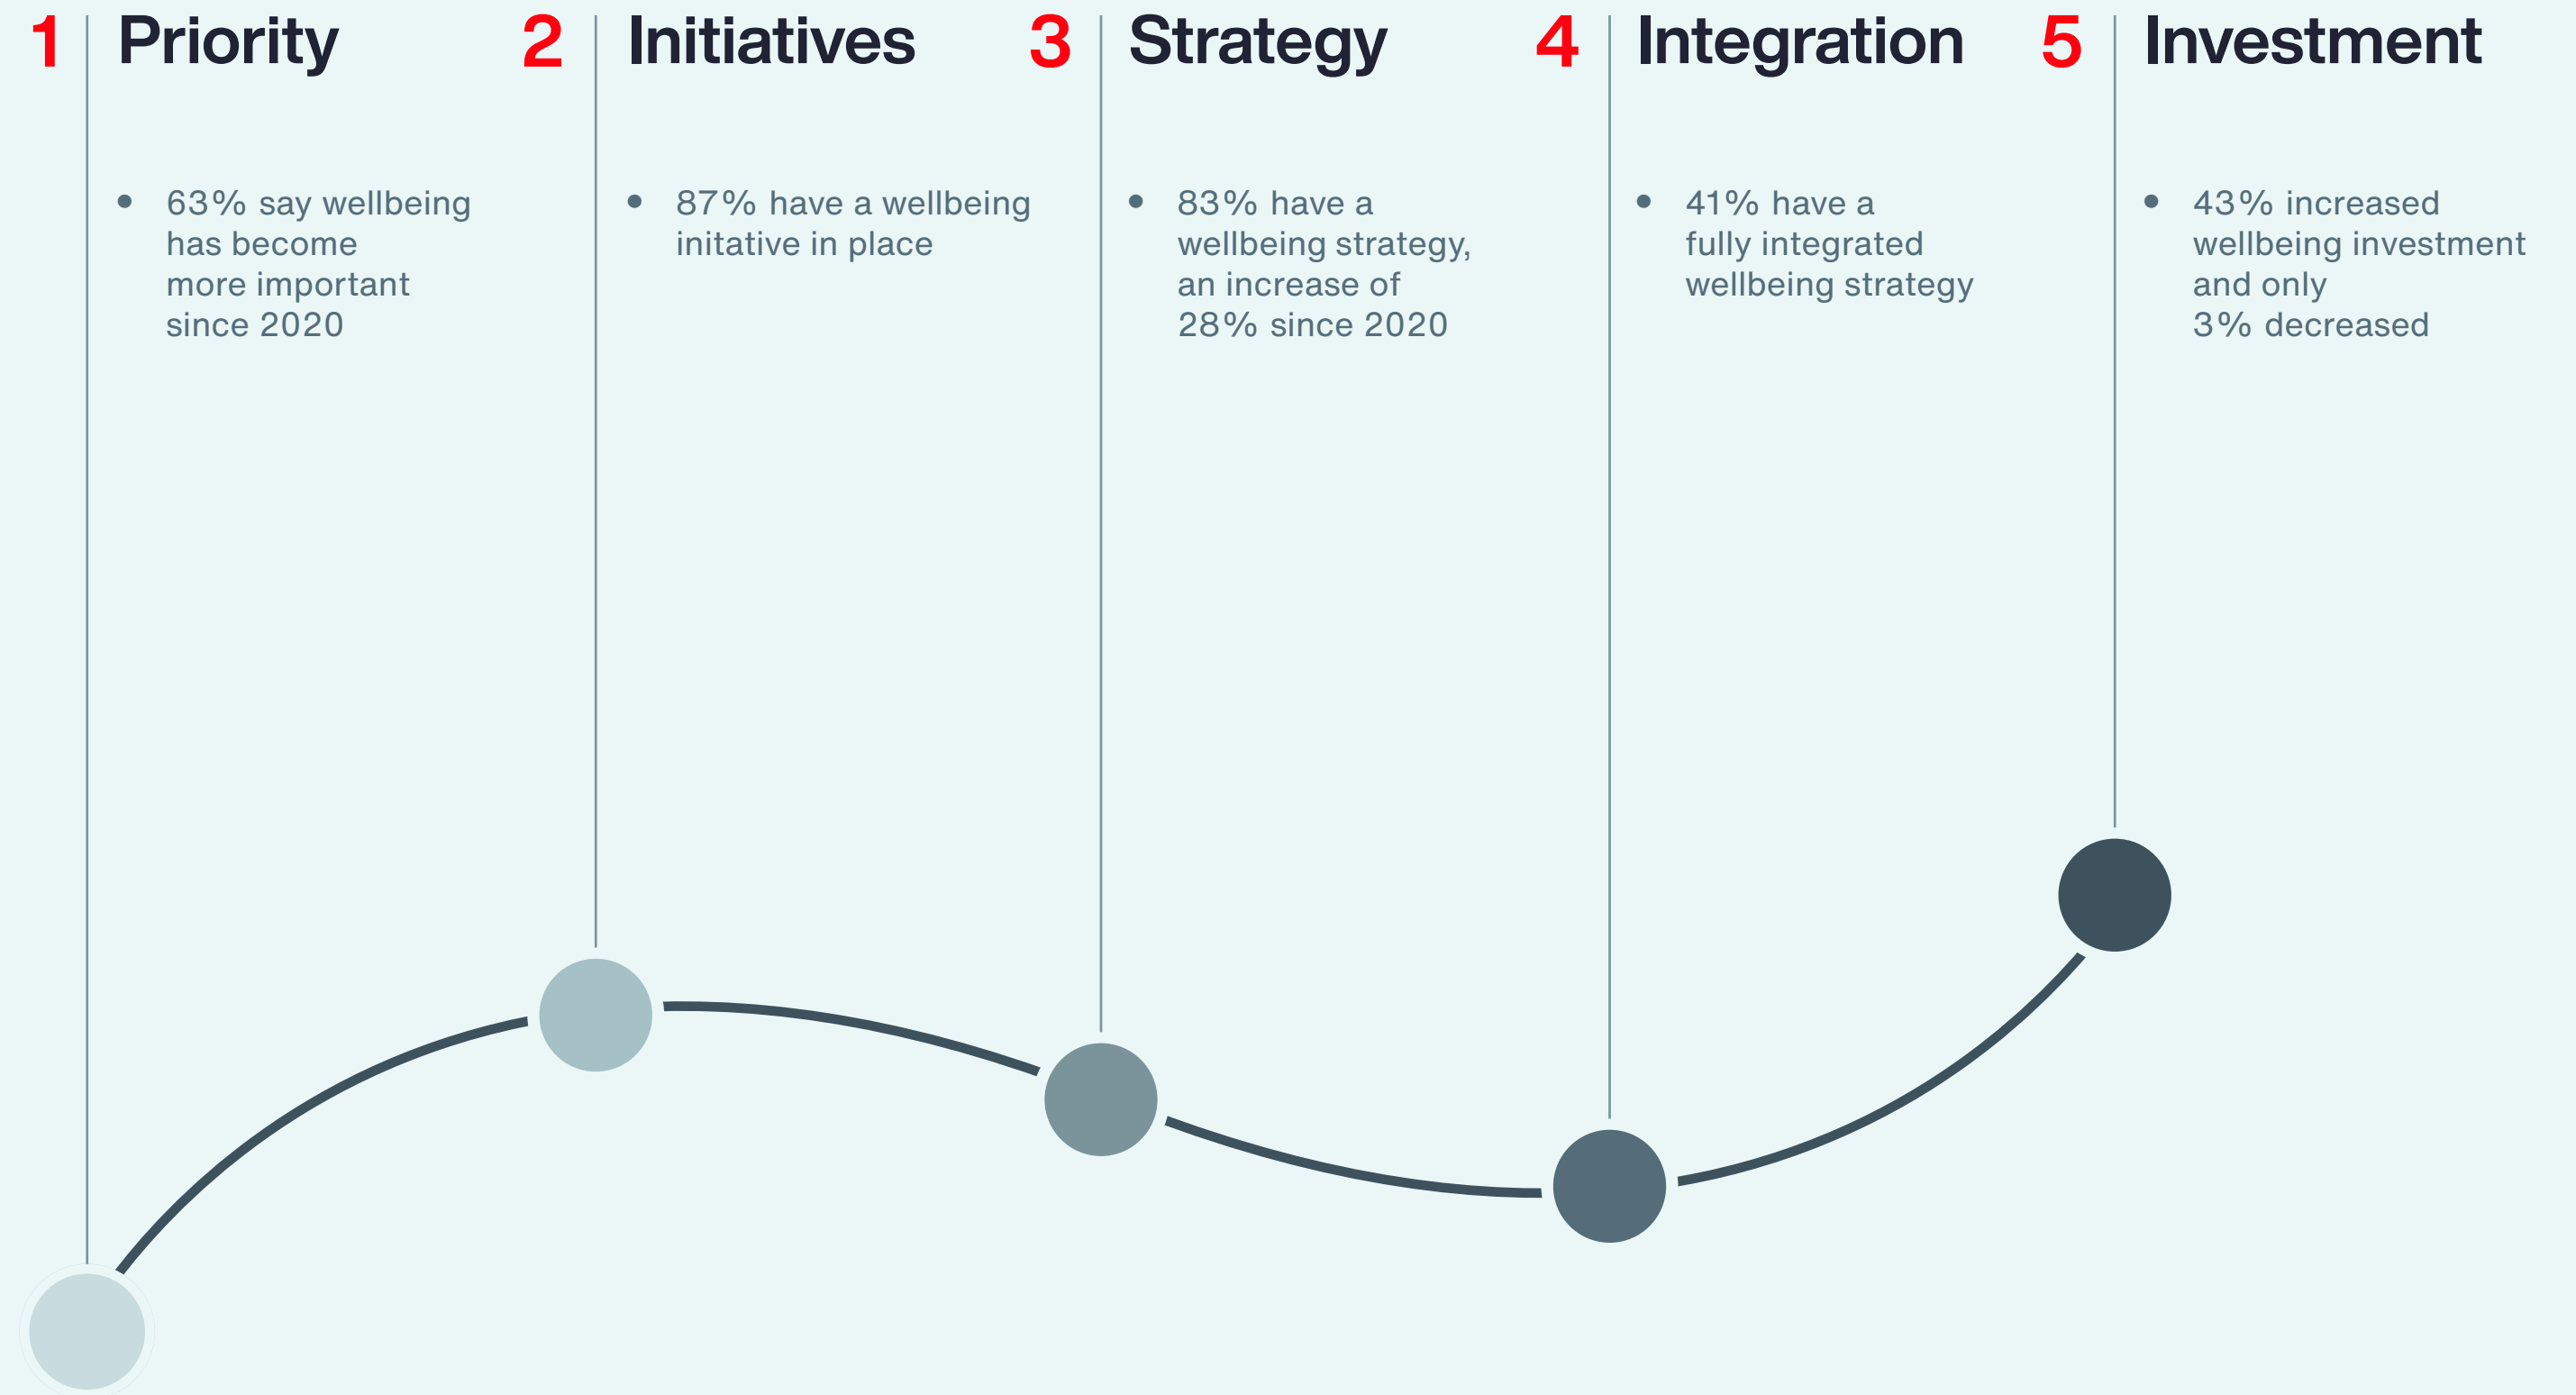 1 Priority
• 63% say wellbeing
has become
more important
since 2020
2 Initiatives
• 87% have a wellbeing
initative in place
3 Strategy
• 83% have a
wellbeing strategy,
an increase of
28% since 2020
4 Integration
• 41% have a
fully integrated
wellbeing strategy
5 Investment
• 43% increased
wellbeing investment
and only
3% decreased